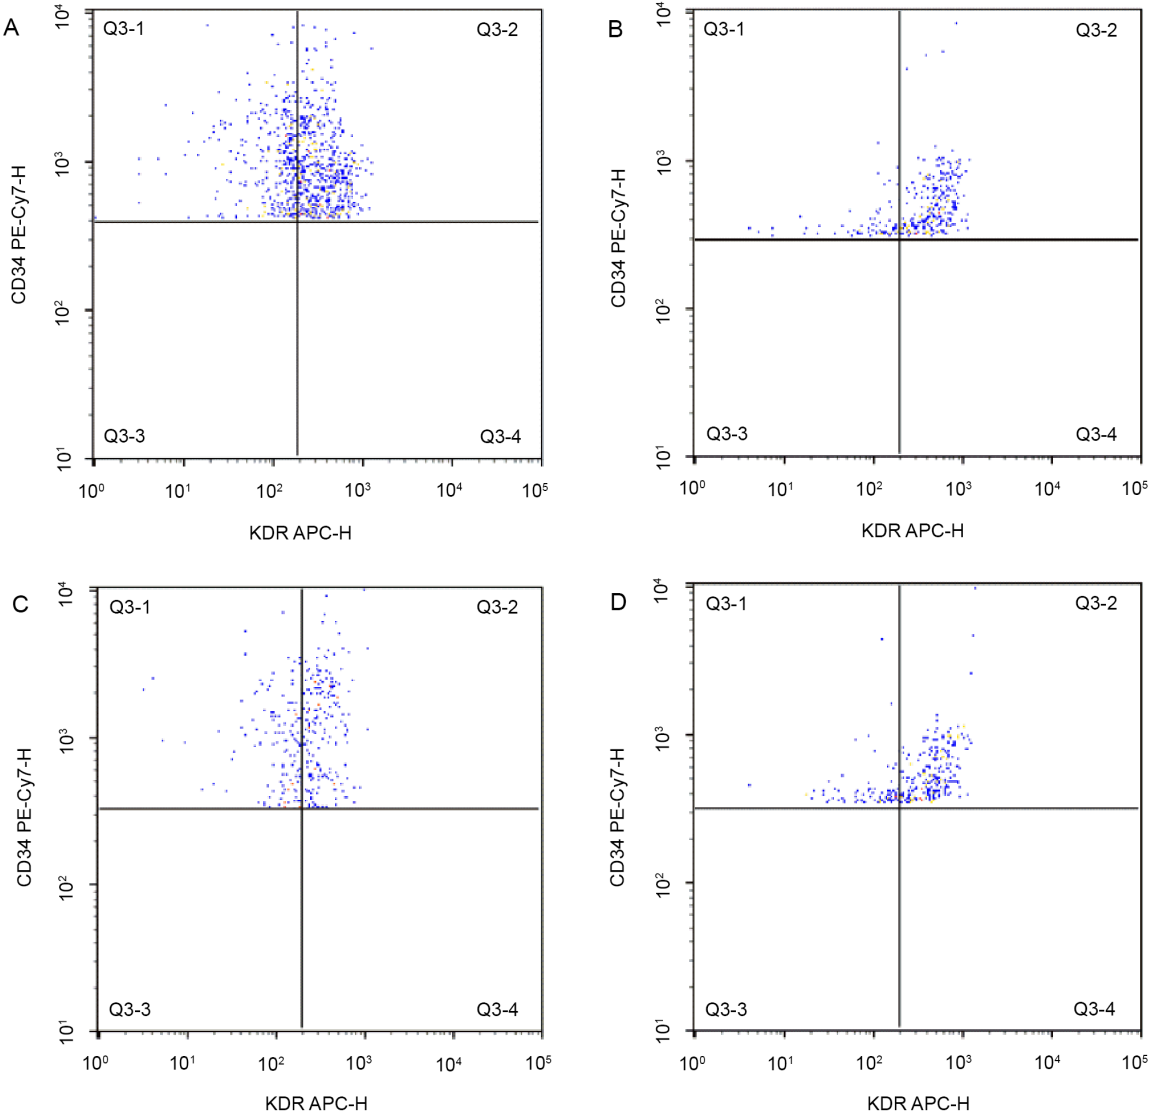 A
Q3-1
Q3-2
Q3-3
Q3-4
CD34 PE-Cy7-H
10⁴
10³
10²
10¹
10⁰ 10¹ 10² 10³ 10⁴ 10⁵
KDR APC-H
B
Q3-1
Q3-2
Q3-3
Q3-4
CD34 PE-Cy7-H
10⁴
10³
10²
10¹
10⁰ 10¹ 10² 10³ 10⁴ 10⁵
KDR APC-H
C
Q3-1
Q3-2
Q3-3
Q3-4
CD34 PE-Cy7-H
10⁴
10³
10²
10¹
10⁰ 10¹ 10² 10³ 10⁴ 10⁵
KDR APC-H
D
Q3-1
Q3-2
Q3-3
Q3-4
CD34 PE-Cy7-H
10⁴
10³
10²
10¹
10⁰ 10¹ 10² 10³ 10⁴ 10⁵
KDR APC-H